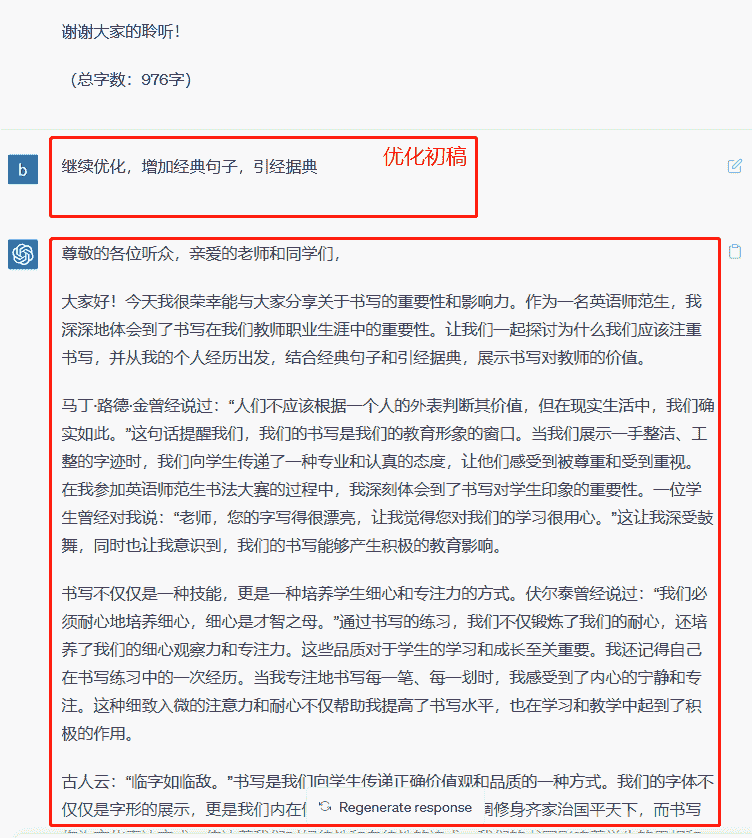 谢谢大家的聆听！
（总字数：976字）
b
继续优化，增加经典句子，引经据典
优化初稿
尊敬的各位听众，亲爱的老师和同学们，
大家好！今天我很荣幸能与大家分享关于书写的重要性和影响力。作为一名英语师范生，我
深深地体会到了书写在我们教师职业生涯中的重要性。让我们一起探讨为什么我们应该注重
书写，并从我的个人经历出发，结合经典句子和引经据典，展示书写对教师的价值。
马丁·路德·金曾经说过：“人们不应该根据一个人的外表判断其价值，但在现实生活中，我们确
实如此。”这句话提醒我们，我们的书写是我们的教育形象的窗口。当我们展示一手整洁、工
整的字迹时，我们向学生传递了一种专业和认真的态度，让他们感受到被尊重和受到重视。
在我参加英语师范生书法大赛的过程中，我深刻体会到了书写对学生印象的重要性。一位学
生曾经对我说：“老师，您的字写得很漂亮，让我觉得您对我们的学习很用心。”这让我深受鼓
舞，同时也让我意识到，我们的书写能够产生积极的教育影响。
书写不仅仅是一种技能，更是一种培养学生细心和专注力的方式。伏尔泰曾经说过：“我们必
须耐心地培养细心，细心是才智之母。”通过书写的练习，我们不仅锻炼了我们的耐心，还培
养了我们的细心观察力和专注力。这些品质对于学生的学习和成长至关重要。我还记得自己
在书写练习中的一次经历。当我专注地书写每一笔、每一划时，我感受到了内心的宁静和专
注。这种细致入微的注意力和耐心不仅帮助我提高了书写水平，也在学习和教学中起到了积
极的作用。
古人云：“临字如临敌。”书写是我们向学生传递正确价值观和品质的一种方式。我们的字体不
仅仅是字形的展示，更是我们内在 修身齐家治国平天下，而书写
Regenerate response